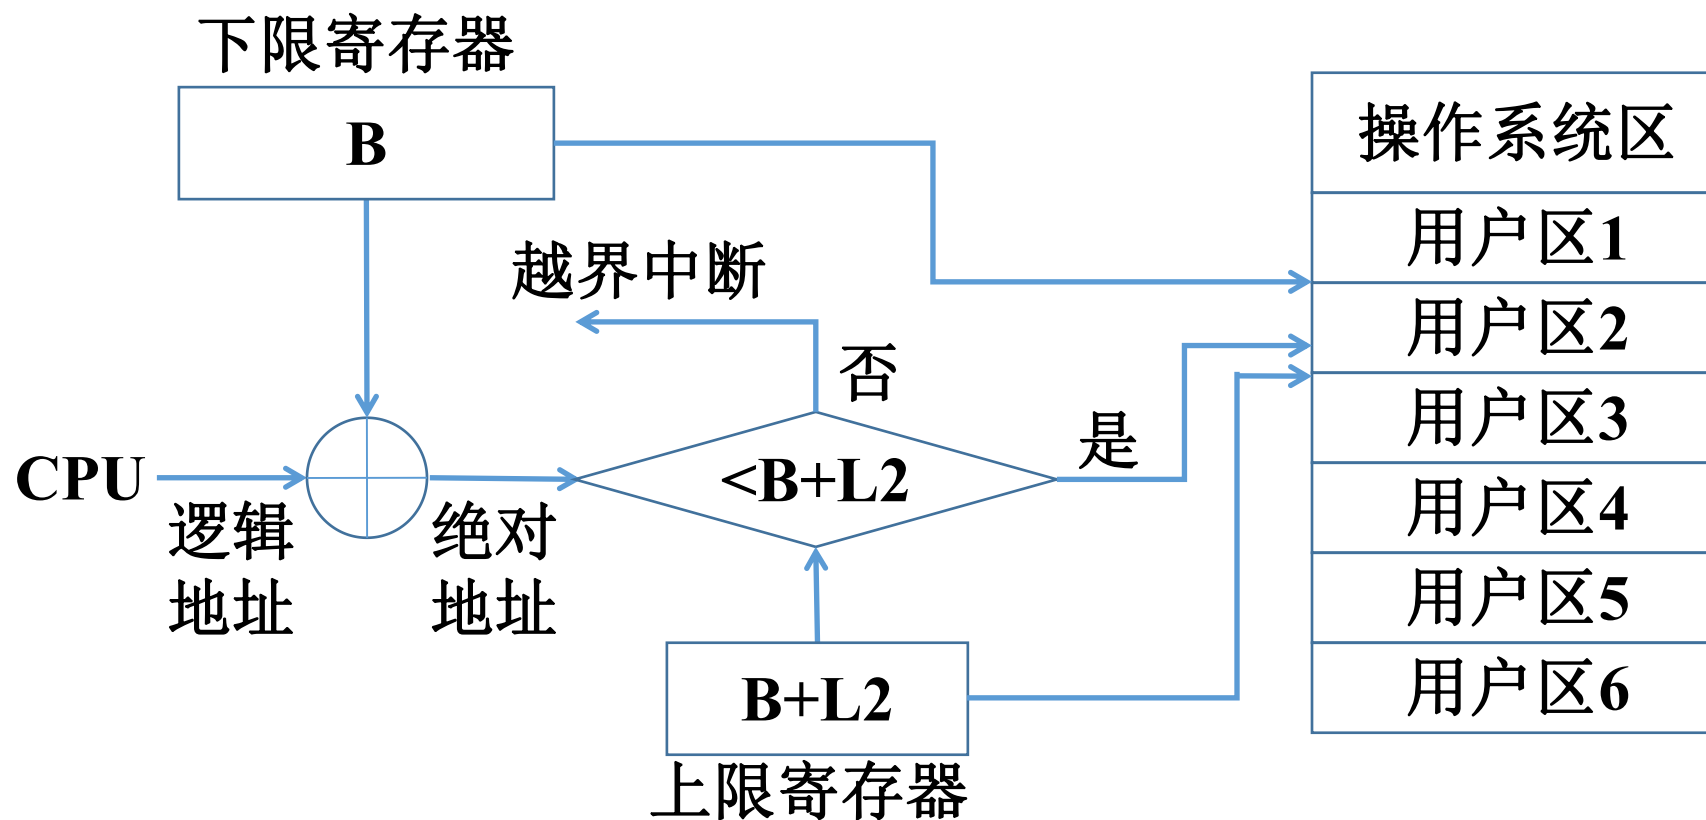 下限寄存器
B
操作系统区
用户区1
越界中断
用户区2
否
用户区3
是
CPU
<B+L2
逻辑
地址
绝对
地址
用户区4
用户区5
B+L2
用户区6
上限寄存器